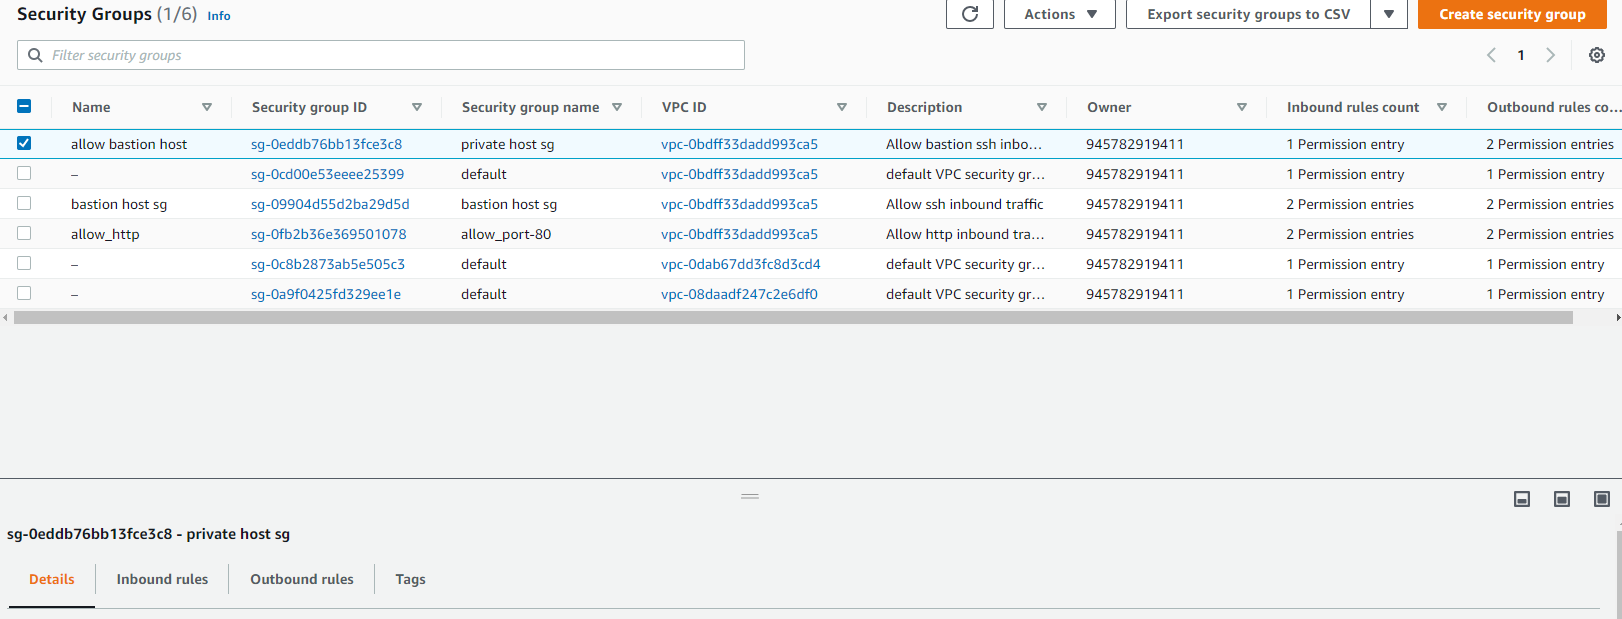 Security Groups (1/6) Info
Actions Export security groups to CSV Create security group
Filter security groups
1
Name Security group ID Security group name VPC ID Description Owner Inbound rules count Outbound rules co...
allow bastion host sg-0eddb76bb13fce3c8 private host sg vpc-0bdff33dadd993ca5 Allow bastion ssh inbo... 945782919411 1 Permission entry 2 Permission entries
– sg-0cd00e53eeee25399 default vpc-0bdff33dadd993ca5 default VPC security gr... 945782919411 1 Permission entry 1 Permission entry
bastion host sg sg-09904d55d2ba29d5d bastion host sg vpc-0bdff33dadd993ca5 Allow ssh inbound traffic 945782919411 2 Permission entries 2 Permission entries
allow_http sg-0fb2b36e369501078 allow_port-80 vpc-0bdff33dadd993ca5 Allow http inbound tra... 945782919411 2 Permission entries 2 Permission entries
– sg-0c8b2873ab5e505c3 default vpc-0dab67dd3fc8d3cd4 default VPC security gr... 945782919411 1 Permission entry 1 Permission entry
– sg-0a9f0425fd329ee1e default vpc-08daadf247c2e6df0 default VPC security gr... 945782919411 1 Permission entry 1 Permission entry
sg-0eddb76bb13fce3c8 - private host sg
Details Inbound rules Outbound rules Tags